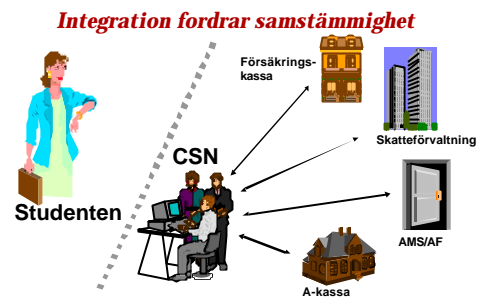 Integration fordrar samstämmighet
Försäkrings-
kassa
Skatteförvaltning
CSN
Studenten
AMS/AF
A-kassa